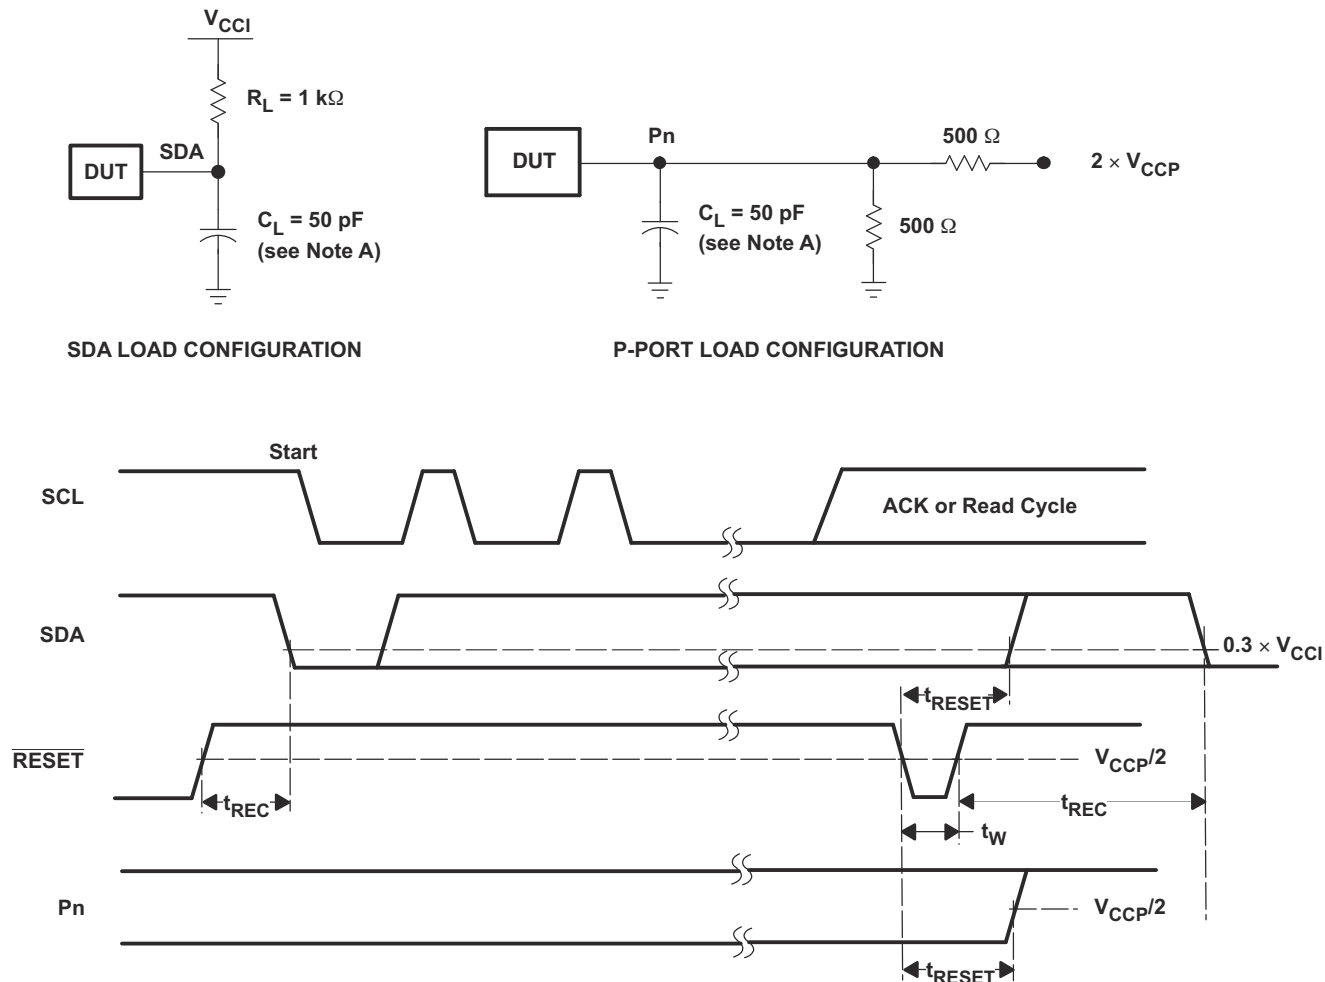 VCCI
RL = 1 kΩ
DUT
SDA
CL = 50 pF
(see Note A)
SDA LOAD CONFIGURATION
DUT
Pn
500 Ω
2 × VCCP
CL = 50 pF
(see Note A)
500 Ω
P-PORT LOAD CONFIGURATION
Start
SCL
ACK or Read Cycle
SDA
0.3 × VCCI
tRESET
RESET
VCCP/2
tREC
tREC
tW
Pn
VCCP/2
tRESET